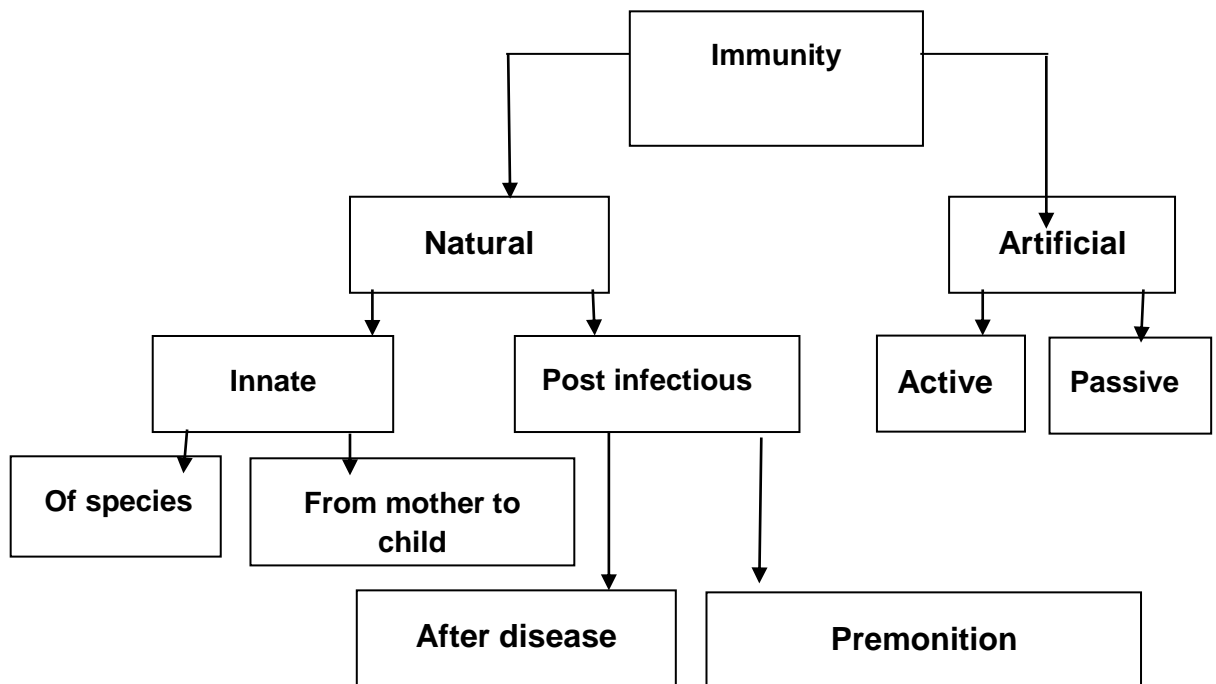 Immunity
Natural
Artificial
Innate
Post infectious
Active
Passive
Of species
From mother to
child
After disease
Premonition